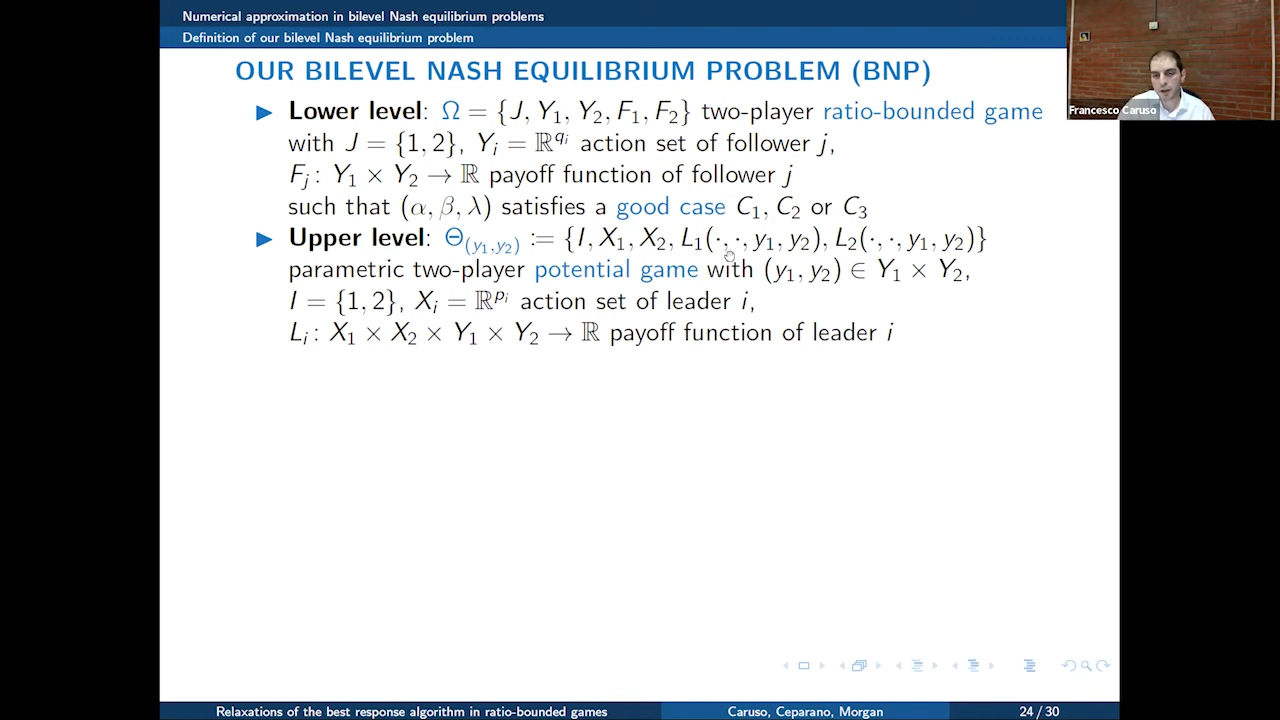 Numerical approximation in bilevel Nash equilibrium problems
Definition of our bilevel Nash equilibrium problem
OUR BILEVEL NASH EQUILIBRIUM PROBLEM (BNP)
▶ Lower level: Ω = {J, Y₁, Y₂, F₁, F₂} two-player ratio-bounded game
with J = {1, 2}, Yᵢ = ℝ^{qᵢ} action set of follower j,
Fⱼ: Y₁ × Y₂ → ℝ payoff function of follower j
such that (α, β, λ) satisfies a good case C₁, C₂ or C₃
▶ Upper level: Θ_{(y₁,y₂)} := {I, X₁, X₂, L₁(·, ·, y₁, y₂), L₂(·, ·, y₁, y₂)}
parametric two-player potential game with (y₁, y₂) ∈ Y₁ × Y₂,
I = {1, 2}, Xᵢ = ℝ^{pᵢ} action set of leader i,
Lᵢ: X₁ × X₂ × Y₁ × Y₂ → ℝ payoff function of leader i
Francesco Caruso
Relaxations of the best response algorithm in ratio-bounded games
Caruso, Ceparano, Morgan
24 / 30